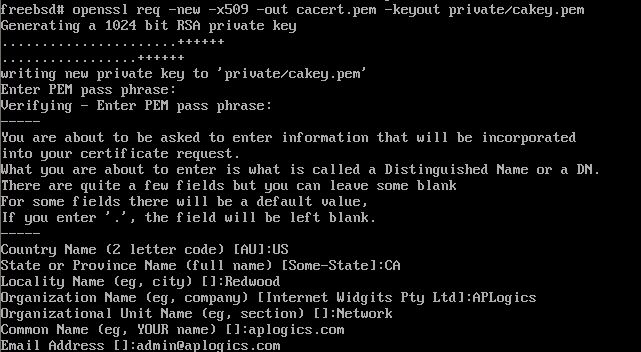 freebsd# openssl req -new -x509 -out cacert.pem -keyout private/cakey.pem
Generating a 1024 bit RSA private key
......................++++++
.................++++++
writing new private key to 'private/cakey.pem'
Enter PEM pass phrase:
Verifying - Enter PEM pass phrase:
-----
You are about to be asked to enter information that will be incorporated
into your certificate request.
What you are about to enter is what is called a Distinguished Name or a DN.
There are quite a few fields but you can leave some blank
For some fields there will be a default value,
If you enter '.', the field will be left blank.
-----
Country Name (2 letter code) [AU]:US
State or Province Name (full name) [Some-State]:CA
Locality Name (eg, city) []:Redwood
Organization Name (eg, company) [Internet Widgits Pty Ltd]:APLogics
Organizational Unit Name (eg, section) []:Network
Common Name (eg, YOUR name) []:aplogics.com
Email Address []:admin@aplogics.com